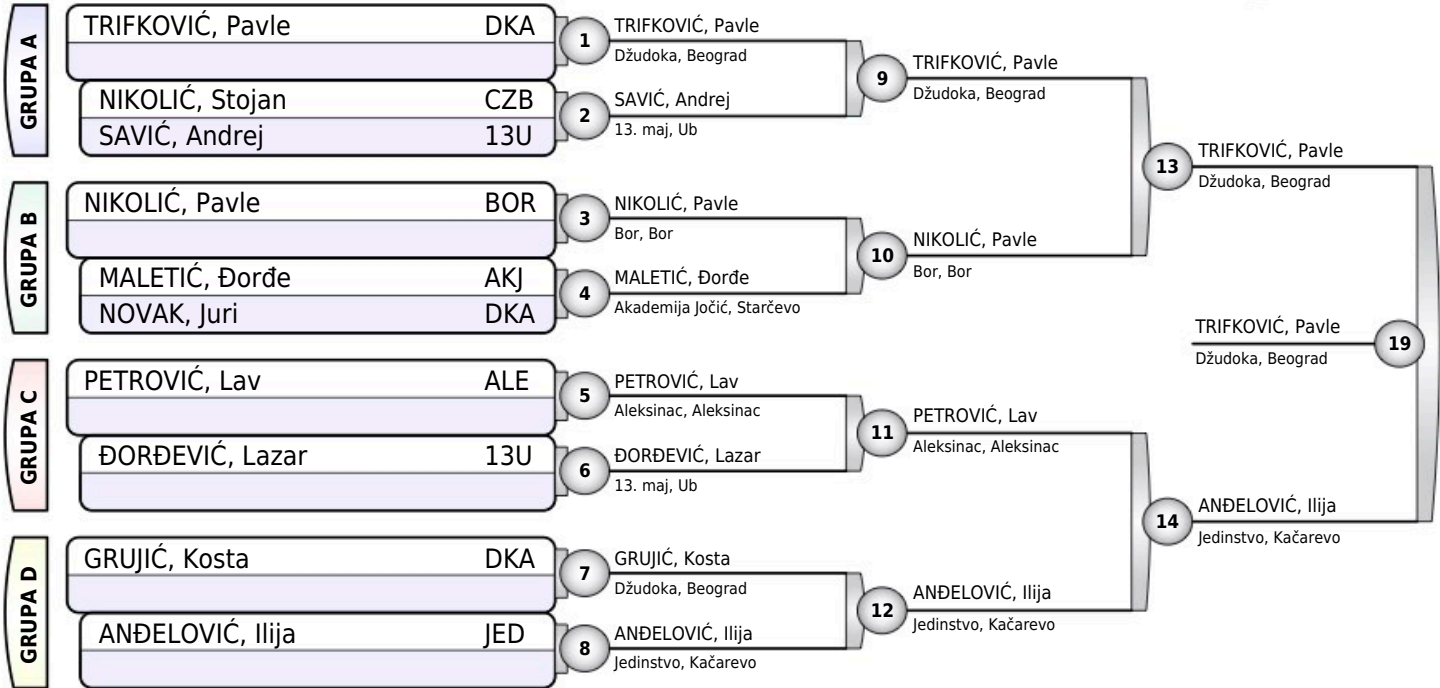 GRUPA A
TRIFKOVIĆ, Pavle DKA
NIKOLIĆ, Stojan CZB
SAVIĆ, Andrej 13U
GRUPA B
NIKOLIĆ, Pavle BOR
MALETIĆ, Đorđe AKJ
NOVAK, Juri DKA
GRUPA C
PETROVIĆ, Lav ALE
ĐORĐEVIĆ, Lazar 13U
GRUPA D
GRUJIĆ, Kosta DKA
ANĐELOVIĆ, Ilija JED
1
TRIFKOVIĆ, Pavle
Džudoka, Beograd
2
SAVIĆ, Andrej
13. maj, Ub
3
NIKOLIĆ, Pavle
Bor, Bor
4
MALETIĆ, Đorđe
Akademija Jočić, Starčevo
5
PETROVIĆ, Lav
Aleksinac, Aleksinac
6
ĐORĐEVIĆ, Lazar
13. maj, Ub
7
GRUJIĆ, Kosta
Džudoka, Beograd
8
ANĐELOVIĆ, Ilija
Jedinstvo, Kačarevo
9
TRIFKOVIĆ, Pavle
Džudoka, Beograd
10
NIKOLIĆ, Pavle
Bor, Bor
11
PETROVIĆ, Lav
Aleksinac, Aleksinac
12
ANĐELOVIĆ, Ilija
Jedinstvo, Kačarevo
13
TRIFKOVIĆ, Pavle
Džudoka, Beograd
14
ANĐELOVIĆ, Ilija
Jedinstvo, Kačarevo
TRIFKOVIĆ, Pavle
Džudoka, Beograd
19